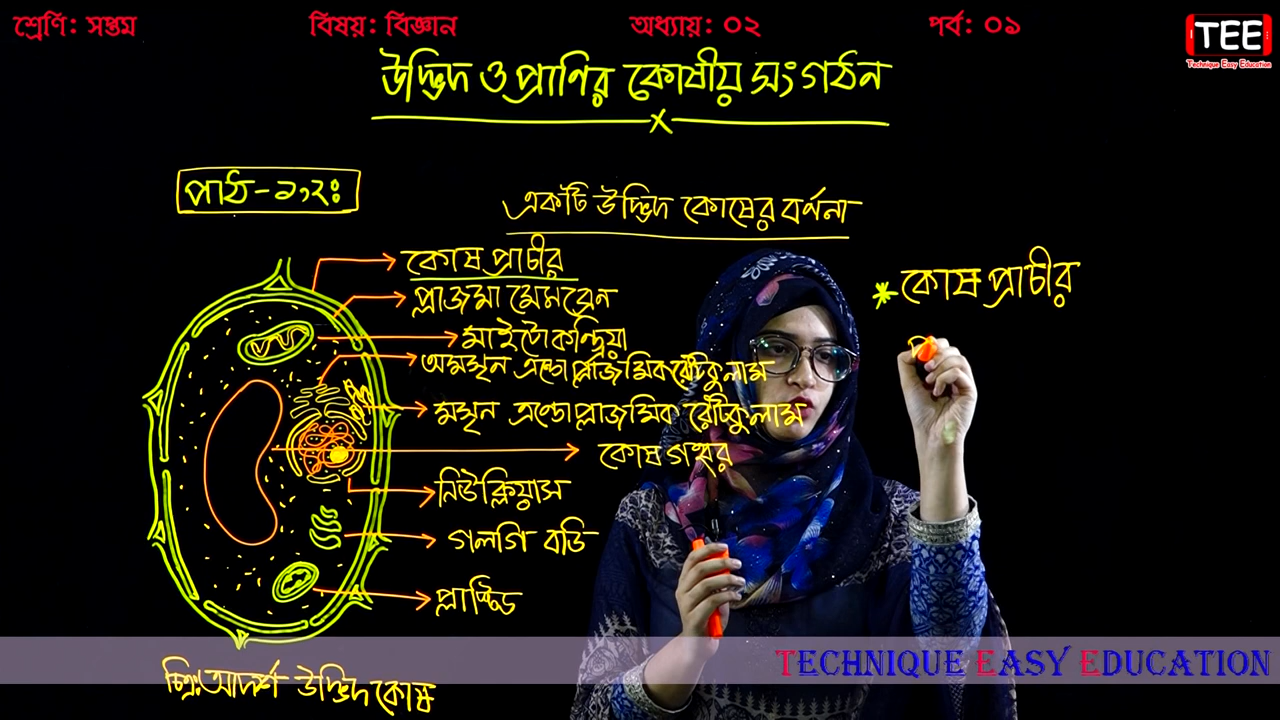 শ্রেণি: সপ্তম
বিষয়: বিজ্ঞান
অধ্যায়: ০২
পর্ব: ০১
TEE
Technique Easy Education
উদ্ভিদ ও প্রাণির কোষীয় সংগঠন
পাঠ-১,২ঃ
একটি উদ্ভিদ কোষের বর্ণনা
কোষ প্রাচীর
* কোষ প্রাচীর
প্লাজমা মেমব্রেন
মাইটোকন্ড্রিয়া
অমসৃন এন্ডোপ্লাজমিক রেটিকুলাম
মসৃন এন্ডোপ্লাজমিক রেটিকুলাম
কোষ গহ্বর
নিউক্লিয়াস
গলগি বডি
প্লাস্টিড
TECHNIQUE EASY EDUCATION
চিত্রঃ আদর্শ উদ্ভিদ কোষ